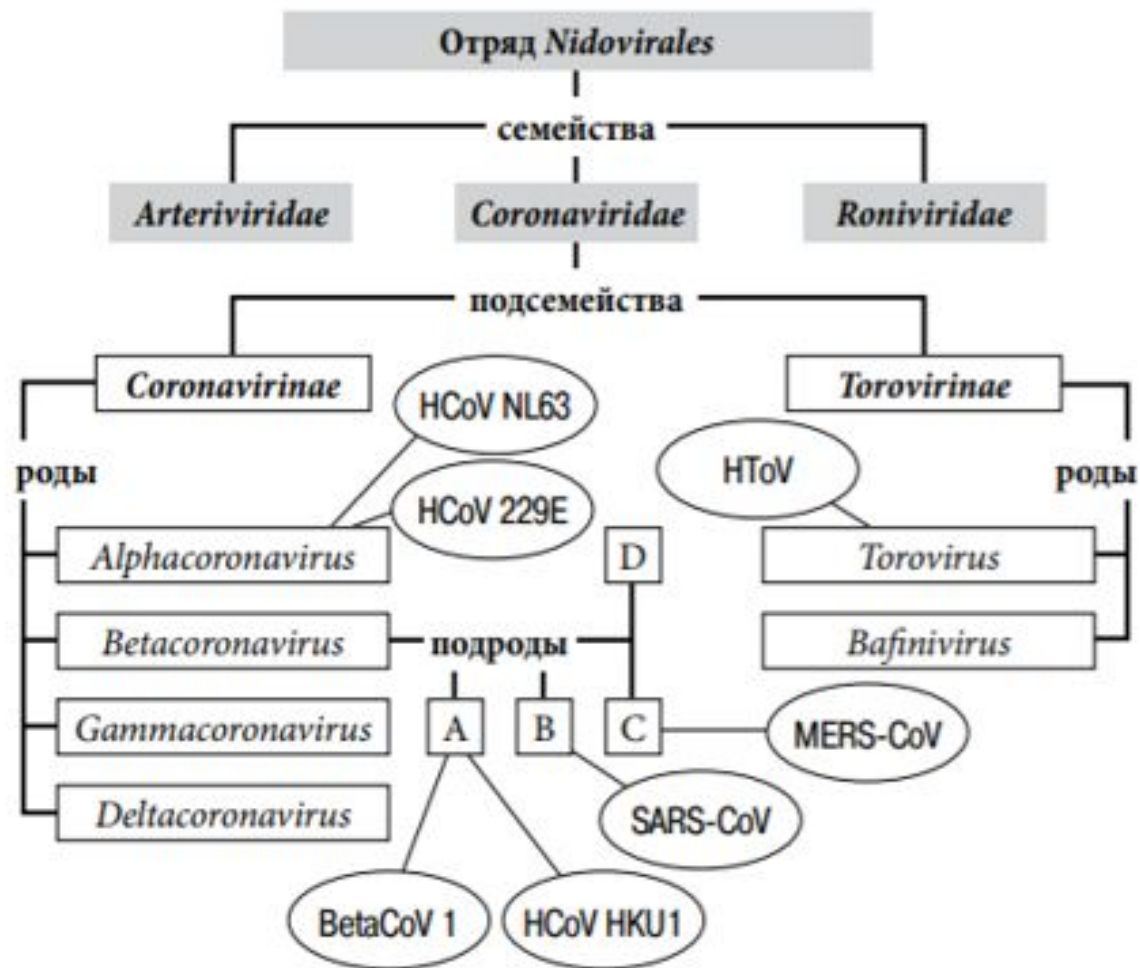 Отряд Nidovirales
семейства
Arteriviridae
Coronaviridae
Roniviridae
подсемейства
Coronavirinae
Torovirinae
HCoV NL63
HCoV 229E
HToV
роды
роды
Alphacoronavirus
D
Torovirus
Betacoronavirus
подроды
Bafinivirus
Gammacoronavirus
A
B
C
MERS-CoV
Deltacoronavirus
SARS-CoV
BetaCoV 1
HCoV HKU1